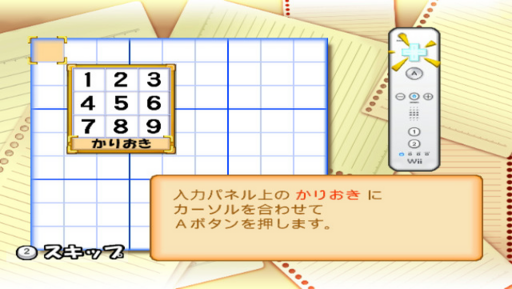 1 2 3
4 5 6
7 8 9
かりおき
A
1
2
Wii
入力パネル上の かりおき に
カーソルを合わせて
Aボタンを押します。
2 スキップ